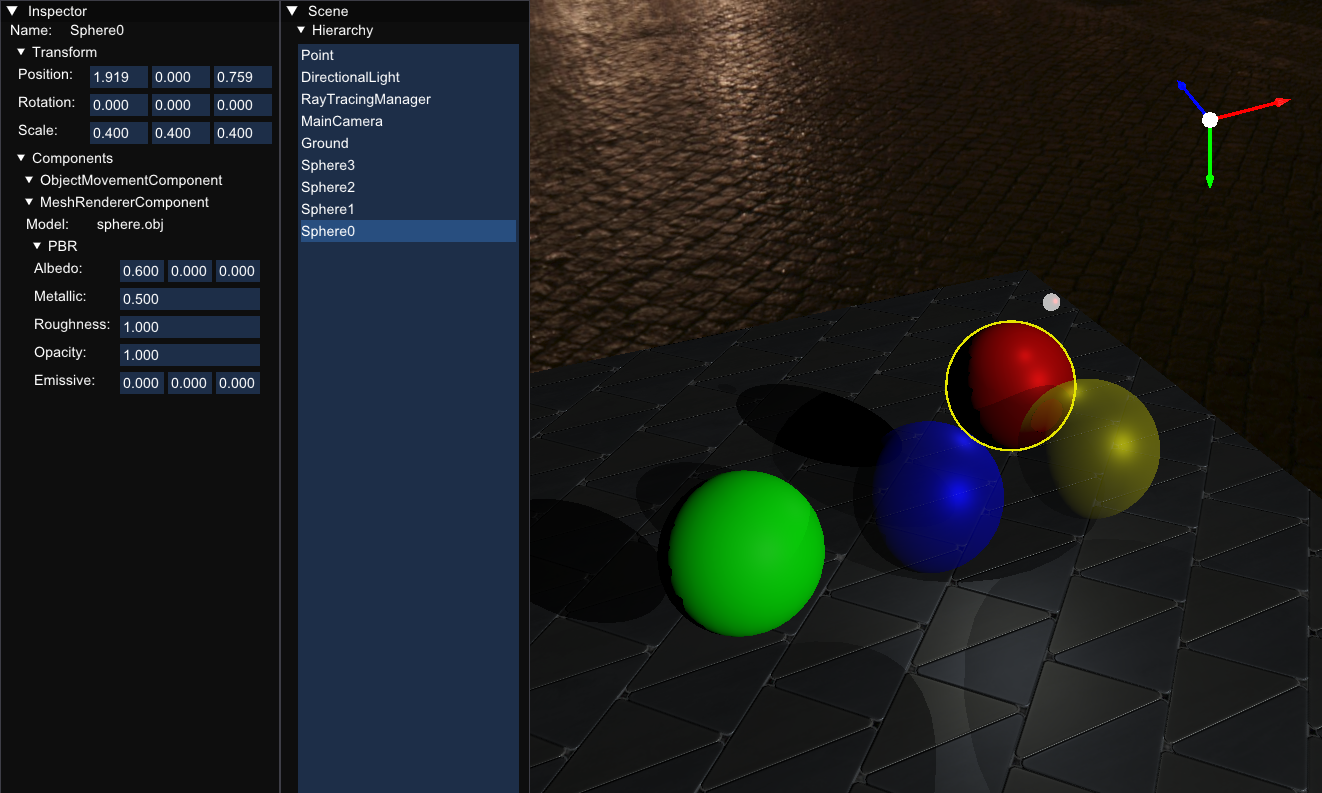 Inspector
Name: Sphere0
Transform
Position: 1.919 0.000 0.759
Rotation: 0.000 0.000 0.000
Scale: 0.400 0.400 0.400
Components
ObjectMovementComponent
MeshRendererComponent
Model: sphere.obj
PBR
Albedo: 0.600 0.000 0.000
Metallic: 0.500
Roughness: 1.000
Opacity: 1.000
Emissive: 0.000 0.000 0.000
Scene
Hierarchy
Point
DirectionalLight
RayTracingManager
MainCamera
Ground
Sphere3
Sphere2
Sphere1
Sphere0